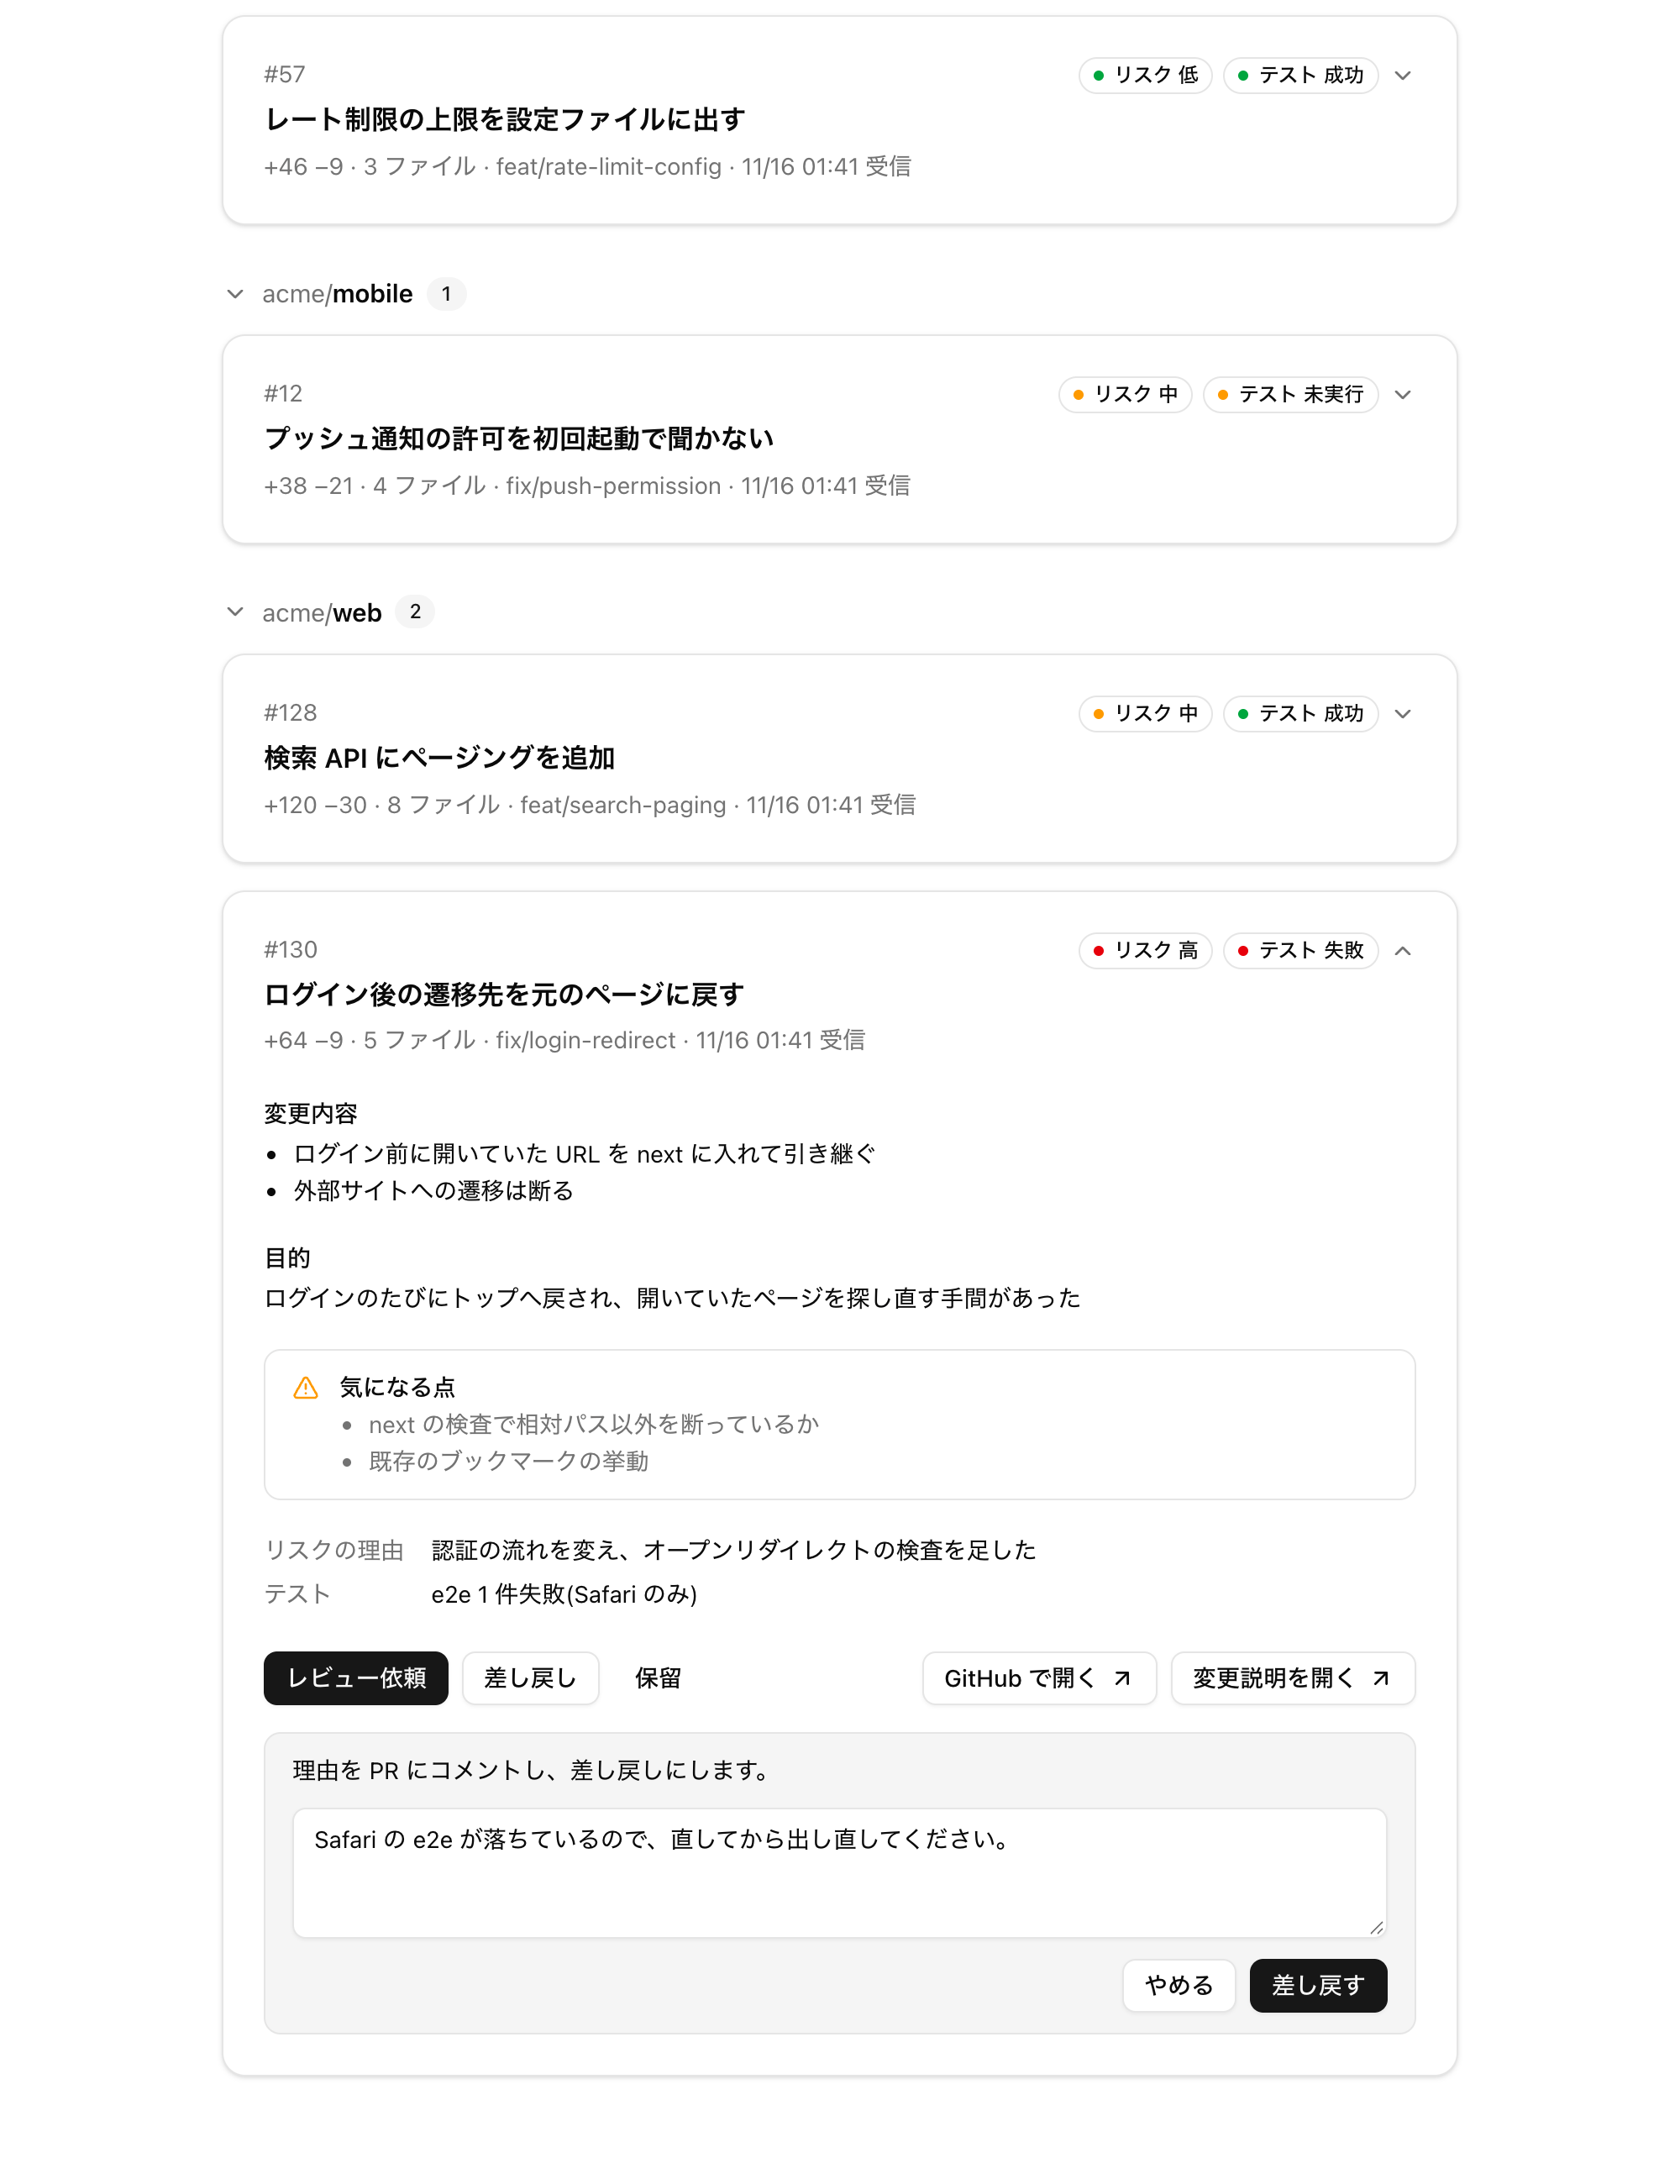 #57
リスク 低
テスト 成功
レート制限の上限を設定ファイルに出す
+46 −9 · 3 ファイル · feat/rate-limit-config · 11/16 01:41 受信
acme/mobile 1
#12
リスク 中
テスト 未実行
プッシュ通知の許可を初回起動で聞かない
+38 −21 · 4 ファイル · fix/push-permission · 11/16 01:41 受信
acme/web 2
#128
リスク 中
テスト 成功
検索 API にページングを追加
+120 −30 · 8 ファイル · feat/search-paging · 11/16 01:41 受信
#130
リスク 高
テスト 失敗
ログイン後の遷移先を元のページに戻す
+64 −9 · 5 ファイル · fix/login-redirect · 11/16 01:41 受信
変更内容
• ログイン前に開いていた URL を next に入れて引き継ぐ
• 外部サイトへの遷移は断る
目的
ログインのたびにトップへ戻され、開いていたページを探し直す手間があった
気になる点
• next の検査で相対パス以外を断っているか
• 既存のブックマークの挙動
リスクの理由 認証の流れを変え、オープンリダイレクトの検査を足した
テスト e2e 1 件失敗(Safari のみ)
レビュー依頼
差し戻し
保留
GitHub で開く
変更説明を開く
理由を PR にコメントし、差し戻しにします。
Safari の e2e が落ちているので、直してから出し直してください。
やめる
差し戻す